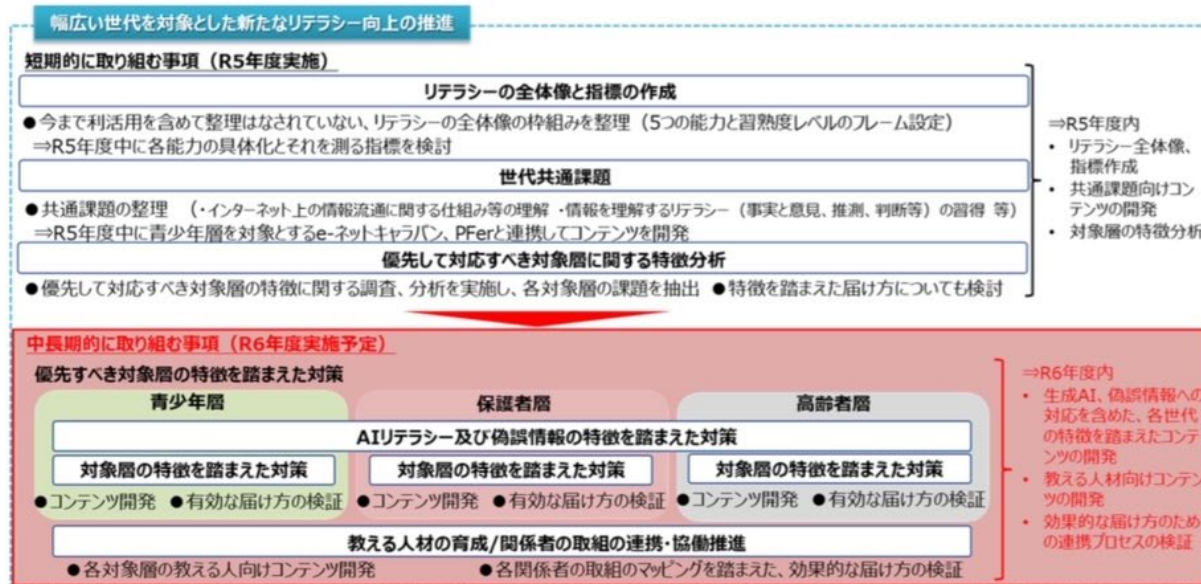 幅広い世代を対象とした新たなリテラシー向上の推進
短期的に取り組む事項（R5年度実施）
リテラシーの全体像と指標の作成
●今まで利活用を含めて整理はなされていない、リテラシーの全体像の枠組みを整理（5つの能力と習熟度レベルのフレーム設定）
⇒R5年度中に各能力の具体化とそれを測る指標を検討
世代共通課題
●共通課題の整理　（・インターネット上の情報流通に関する仕組み等の理解 ・情報を理解するリテラシー（事実と意見、推測、判断等）の習得 等）
⇒R5年度中に青少年層を対象とするe-ネットキャラバン、PFerと連携してコンテンツを開発
優先して対応すべき対象層に関する特徴分析
●優先して対応すべき対象層の特徴に関する調査、分析を実施し、各対象層の課題を抽出 ●特徴を踏まえた届け方についても検討
⇒R5年度内
• リテラシー全体像、
指標作成
• 共通課題向けコン
テンツの開発
• 対象層の特徴分析
中長期的に取り組む事項（R6年度実施予定）
優先すべき対象層の特徴を踏まえた対策
青少年層 保護者層 高齢者層
AIリテラシー及び偽誤情報の特徴を踏まえた対策
対象層の特徴を踏まえた対策 対象層の特徴を踏まえた対策 対象層の特徴を踏まえた対策
●コンテンツ開発 ●有効な届け方の検証 ●コンテンツ開発 ●有効な届け方の検証 ●コンテンツ開発 ●有効な届け方の検証
教える人材の育成/関係者の取組の連携・協働推進
●各対象層の教える人向けコンテンツ開発 ●各関係者の取組のマッピングを踏まえた、効果的な届け方の検証
⇒R6年度内
• 生成AI、偽誤情報への
対応を含めた、各世代
の特徴を踏まえたコンテ
ンツの開発
• 教える人材向けコンテン
ツの開発
• 効果的な届け方のため
の連携プロセスの検証